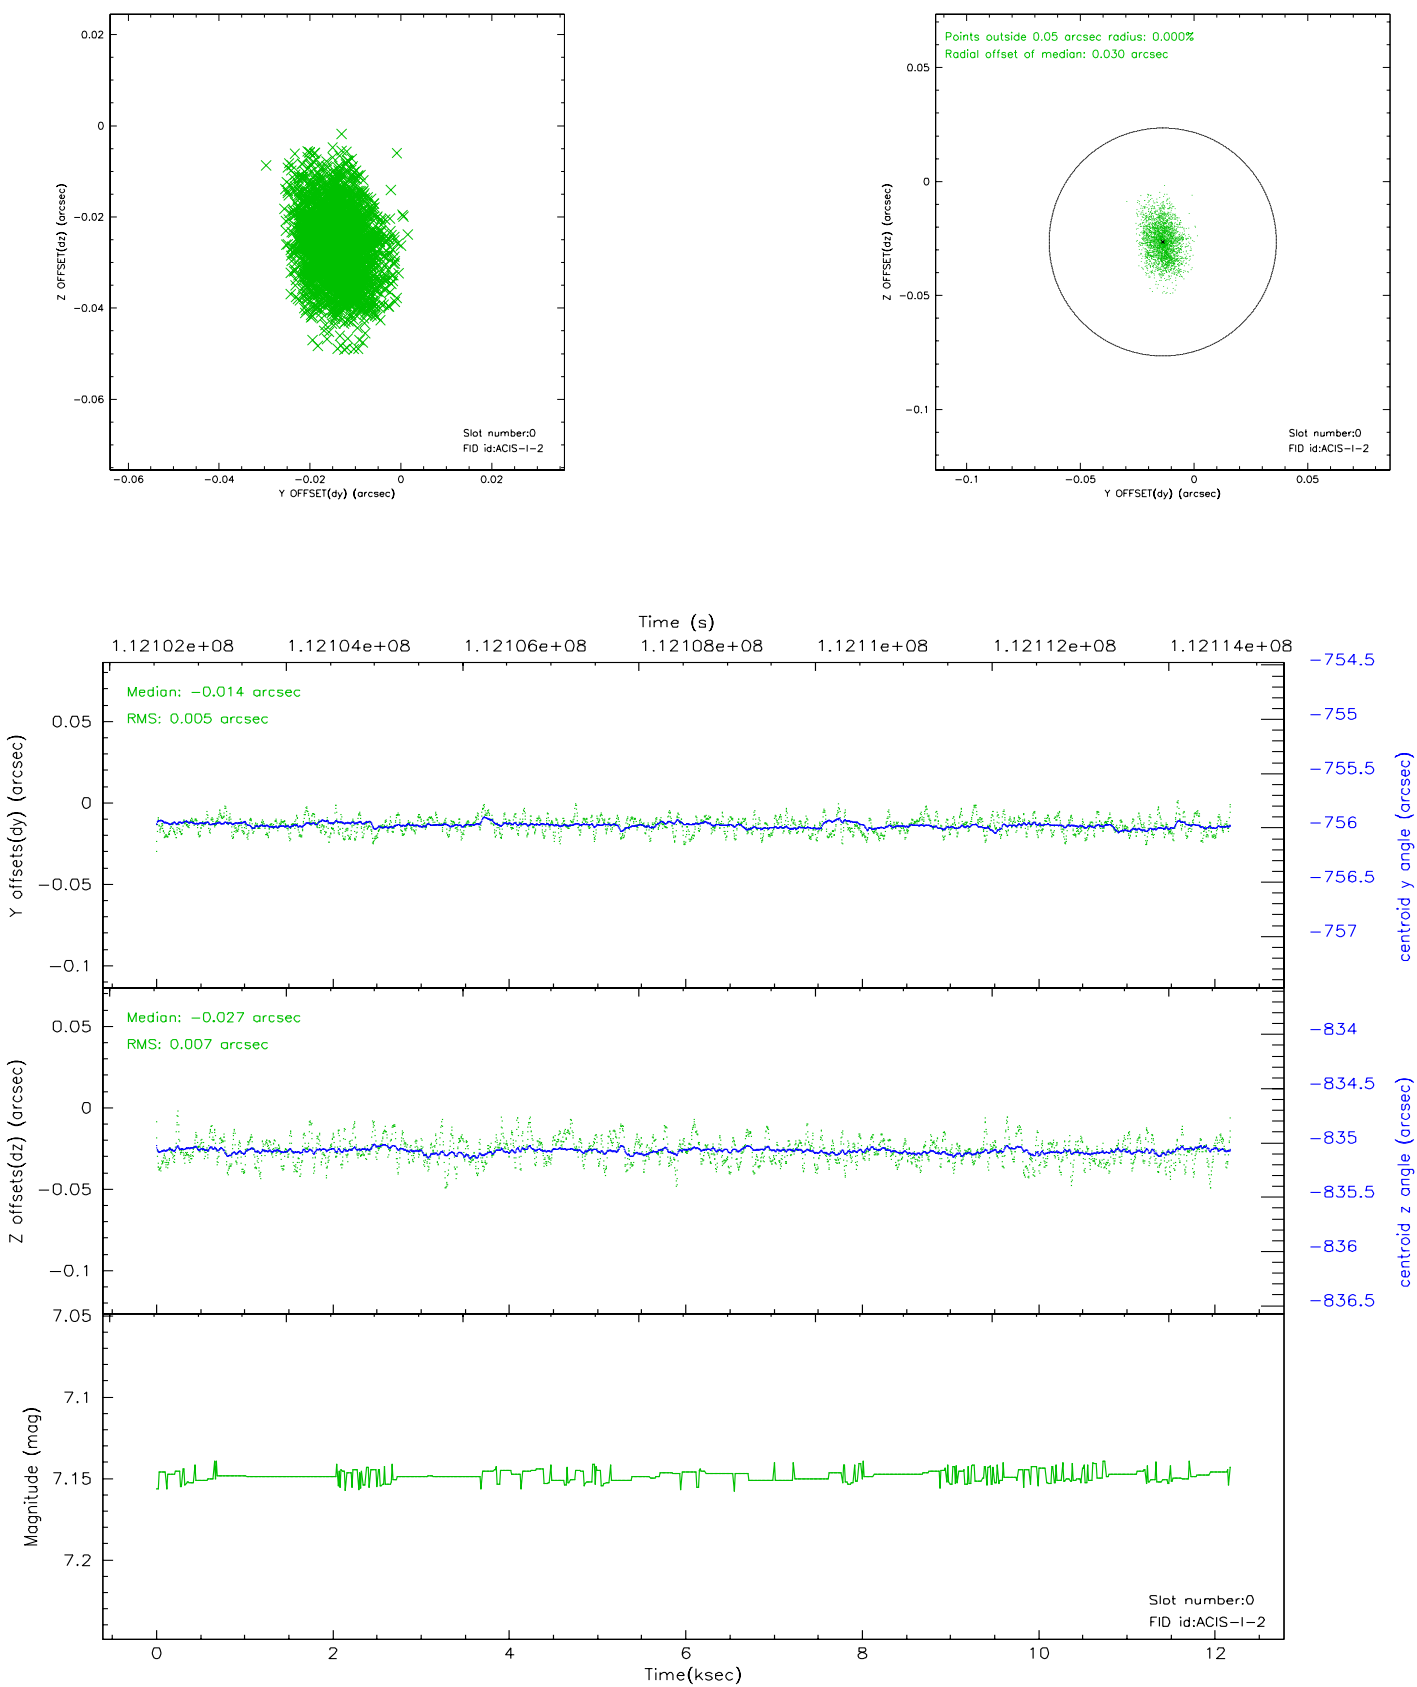 0.02
0
-0.02
-0.04
-0.06
Z OFFSET(dz) (arcsec)
Slot number:0
FID id:ACIS-I-2
-0.06 -0.04 -0.02 0 0.02
Y OFFSET(dy) (arcsec)
Points outside 0.05 arcsec radius: 0.000%
Radial offset of median: 0.030 arcsec
0.05
0
-0.05
-0.1
Z OFFSET(dz) (arcsec)
Slot number:0
FID id:ACIS-I-2
-0.1 -0.05 0 0.05
Y OFFSET(dy) (arcsec)
Time (s)
1.12102e+08 1.12104e+08 1.12106e+08 1.12108e+08 1.1211e+08 1.12112e+08 1.12114e+08
Median: -0.014 arcsec
RMS: 0.005 arcsec
0.05
0
-0.05
-0.1
Y offsets(dy) (arcsec)
-754.5
-755
-755.5
-756
-756.5
-757
centroid y angle (arcsec)
Median: -0.027 arcsec
RMS: 0.007 arcsec
0.05
0
-0.05
-0.1
Z offsets(dz) (arcsec)
-834
-834.5
-835
-835.5
-836
-836.5
centroid z angle (arcsec)
7.05
7.1
7.15
7.2
Magnitude (mag)
Slot number:0
FID id:ACIS-I-2
0 2 4 6 8 10 12
Time(ksec)